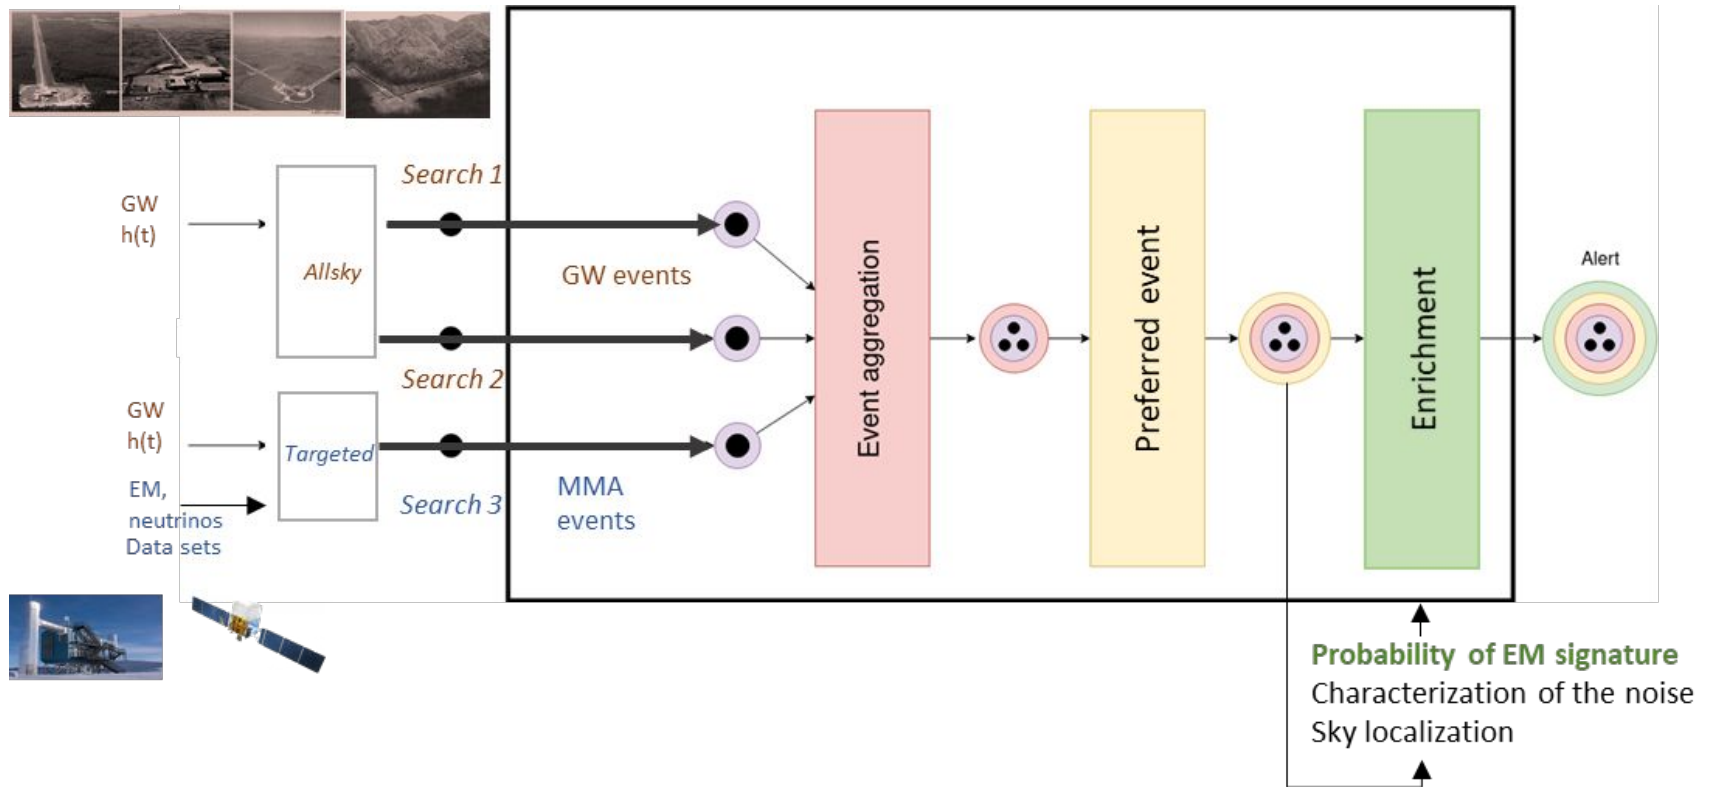 Search 1
GW
h(t)
Allsky
GW events
Search 2
GW
h(t)
Targeted
EM,
neutrinos
Data sets
Search 3
MMA
events
Event aggregation
Preferred event
Enrichment
Alert
Probability of EM signature
Characterization of the noise
Sky localization